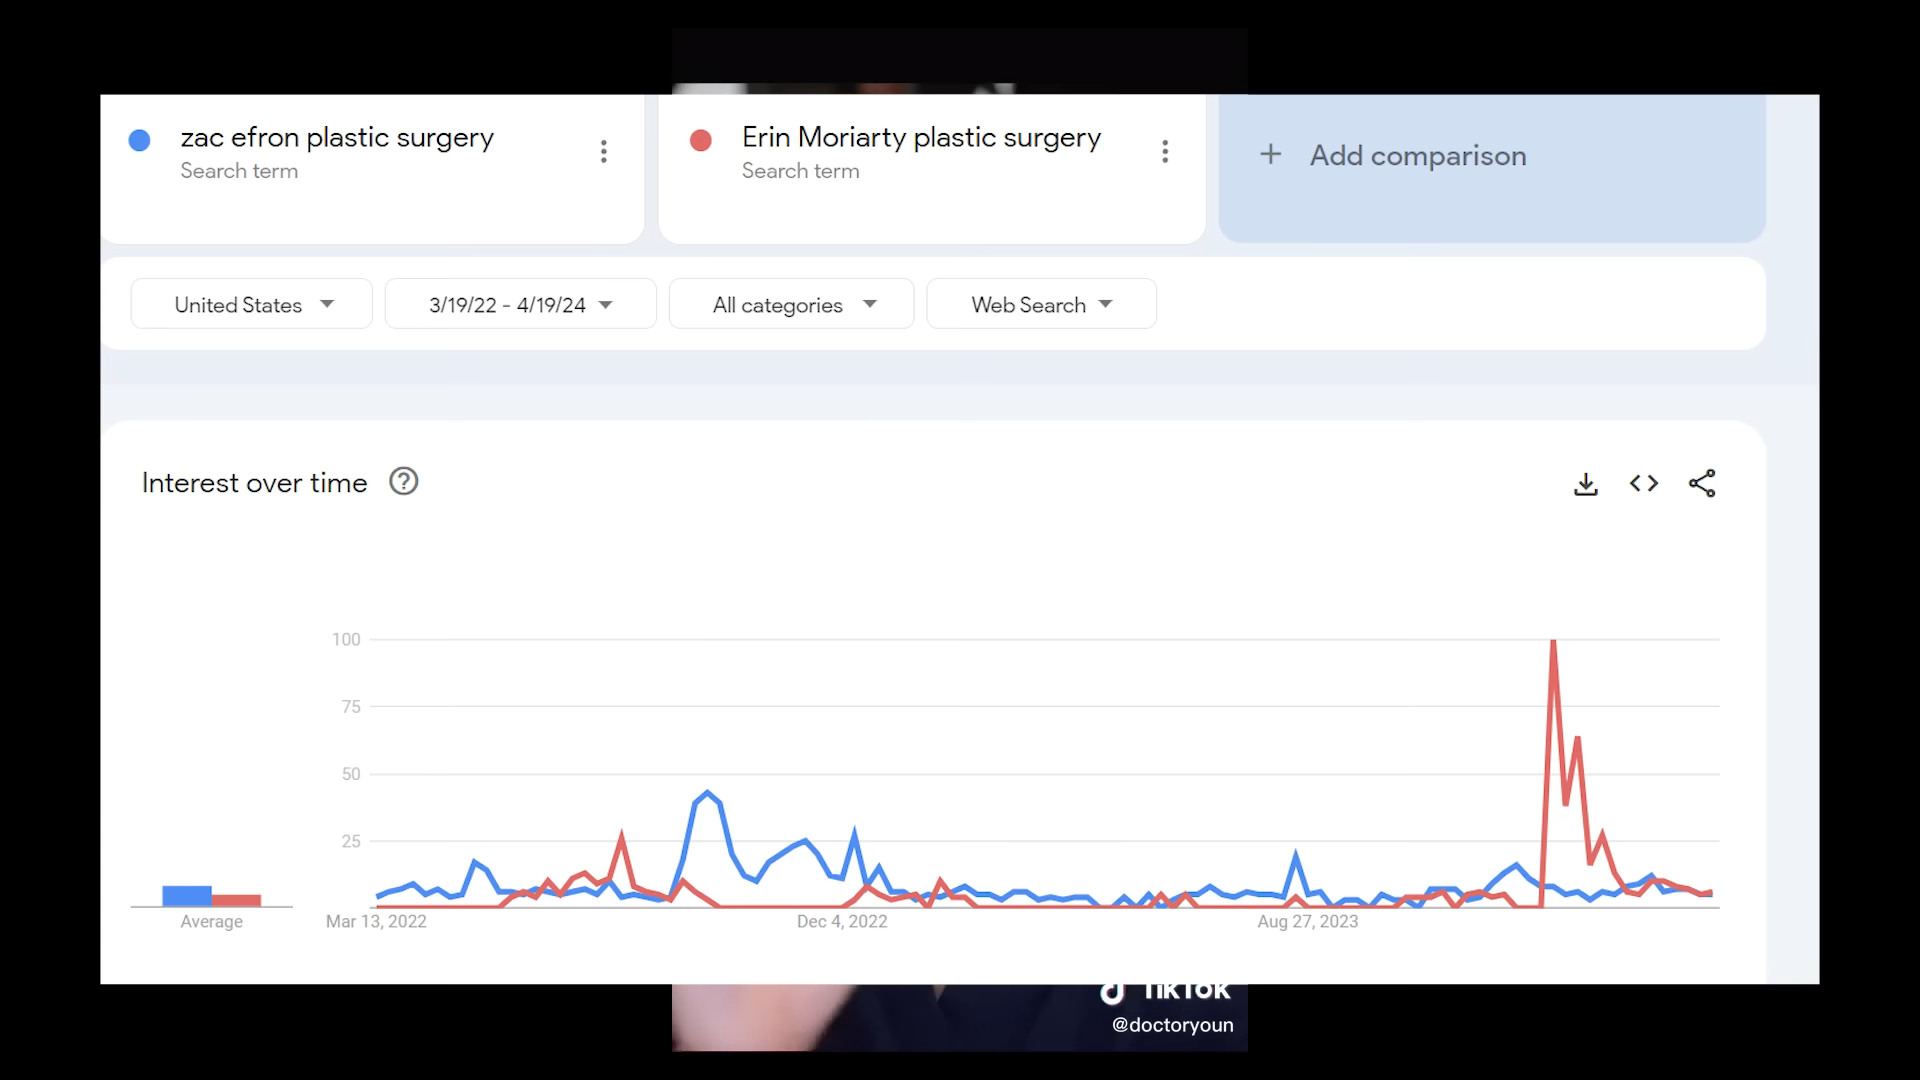 zac efron plastic surgery
Search term
Erin Moriarty plastic surgery
Search term
+ Add comparison
United States
3/19/22 - 4/19/24
All categories
Web Search
Interest over time
100
75
50
25
Average
Mar 13, 2022
Dec 4, 2022
Aug 27, 2023
TikTok
@doctoryoun